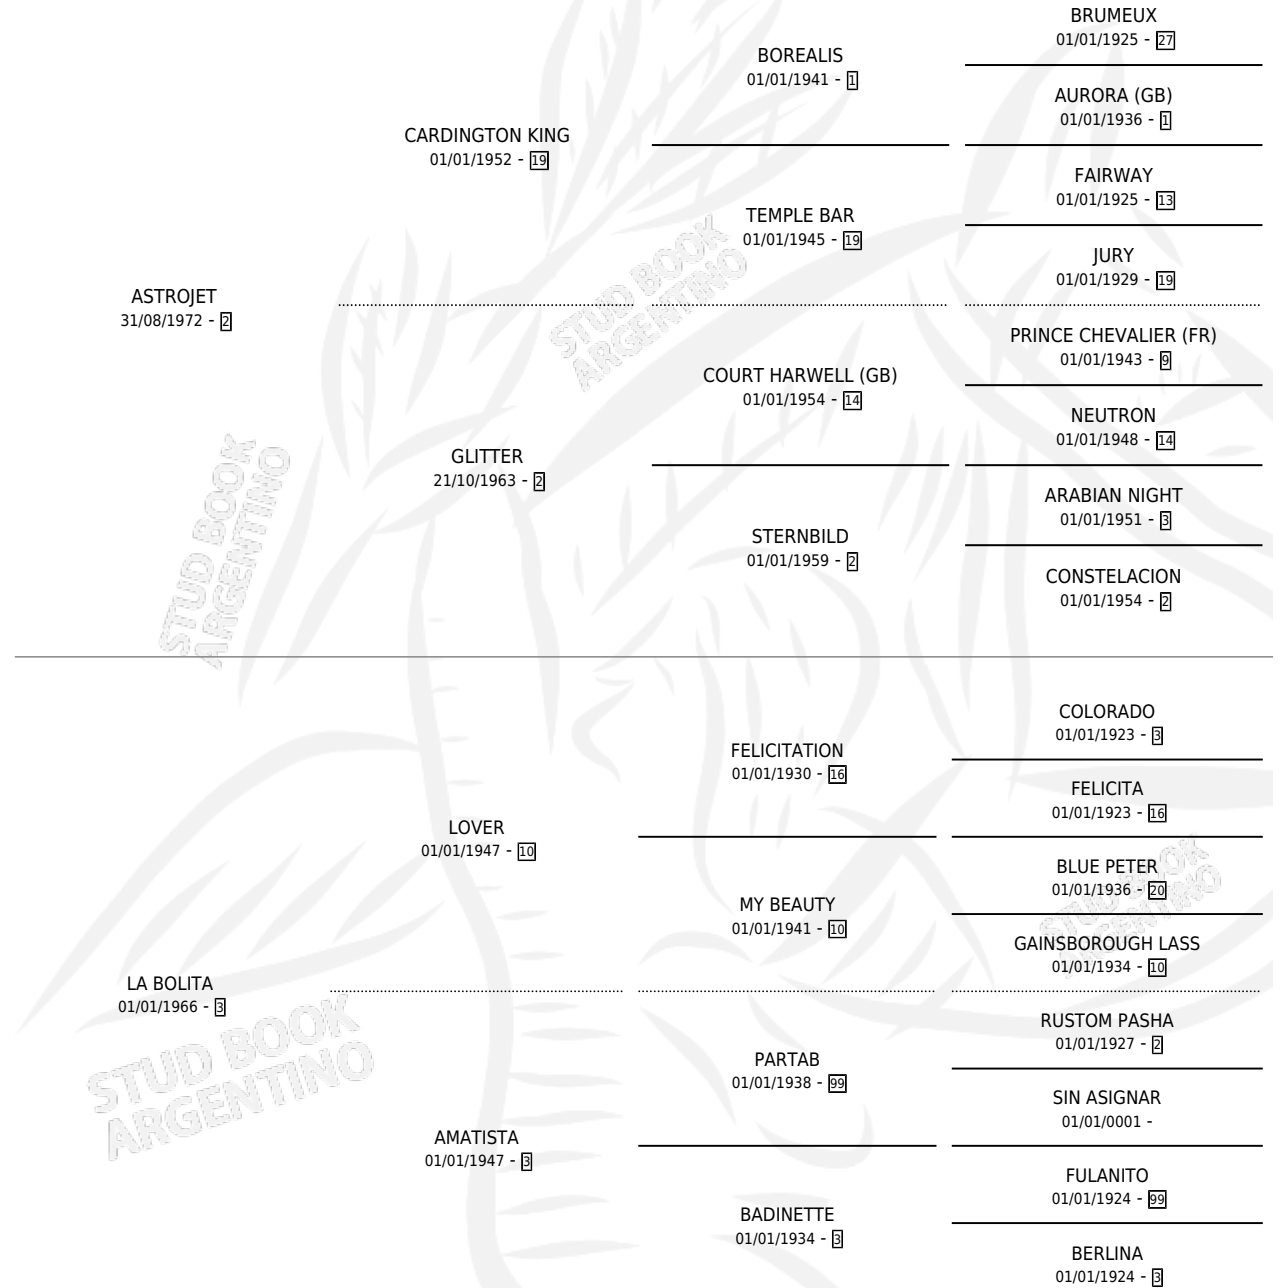 BRUMEUX
01/01/1925 - 27
BOREALIS
01/01/1941 - 1
AURORA (GB)
01/01/1936 - 1
CARDINGTON KING
01/01/1952 - 19
FAIRWAY
01/01/1925 - 13
TEMPLE BAR
01/01/1945 - 19
JURY
01/01/1929 - 19
ASTROJET
31/08/1972 - 2
PRINCE CHEVALIER (FR)
01/01/1943 - 9
COURT HARWELL (GB)
01/01/1954 - 14
NEUTRON
01/01/1948 - 14
GLITTER
21/10/1963 - 2
ARABIAN NIGHT
01/01/1951 - 3
STERNBILD
01/01/1959 - 2
CONSTELACION
01/01/1954 - 2
STUD BOOK
ARGENTINO
STUD BOOK
ARGENTINO
COLORADO
01/01/1923 - 3
FELICITATION
01/01/1930 - 16
FELICITA
01/01/1923 - 16
LOVER
01/01/1947 - 10
BLUE PETER
01/01/1936 - 20
MY BEAUTY
01/01/1941 - 10
GAINSBOROUGH LASS
01/01/1934 - 10
STUD BOOK
ARGENTINO
LA BOLITA
01/01/1966 - 3
RUSTOM PASHA
01/01/1927 - 2
PARTAB
01/01/1938 - 99
SIN ASIGNAR
01/01/0001 -
AMATISTA
01/01/1947 - 3
FULANITO
01/01/1924 - 99
BADINETTE
01/01/1934 - 3
BERLINA
01/01/1924 - 3
STUD BOOK
ARGENTINO